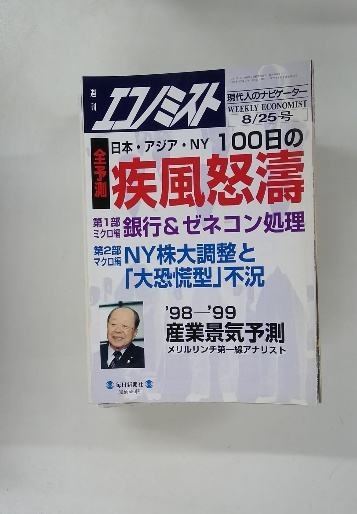 週刊
エコノミスト
現代人のナビゲーター
WEEKLY ECONOMIST
8/25号
全予測
日本・アジア・NY 100日の
疾風怒濤
第1部
ミクロ編
銀行&ゼネコン処理
第2部
マクロ編
NY株大調整と
「大恐慌型」不況
'98―'99
産業景気予測
メリルリンチ第一線アナリスト
毎日新聞社